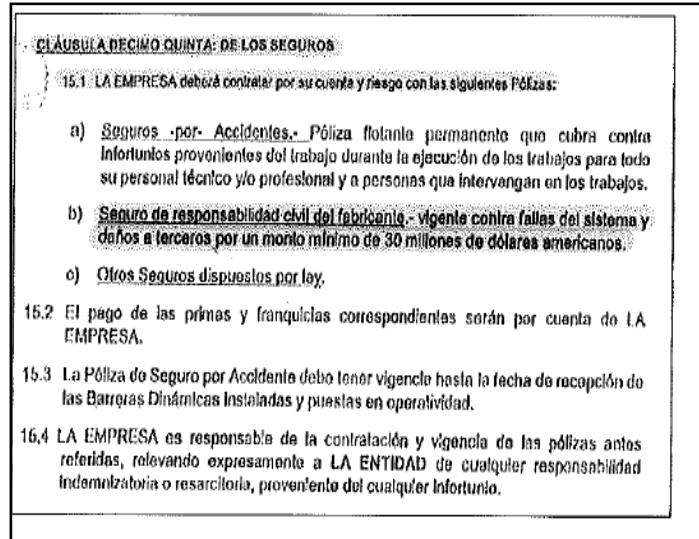 CLÁUSULA DECIMO QUINTA: DE LOS SEGUROS
15.1 LA EMPRESA deberá contratar por su cuenta y riesgo con las siguientes Pólizas:
a) Seguros -por- Accidentes.- Póliza flotante permanente que cubra contra
infortunios provenientes del trabajo durante la ejecución de los trabajos para todo
su personal técnico y/o profesional y a personas que intervengan en los trabajos.
b) Seguro de responsabilidad civil del fabricante.- vigente contra fallas del sistema y
daños a terceros por un monto mínimo de 30 millones de dólares americanos.
c) Otros Seguros dispuestos por ley.
15.2 El pago de las primas y franquicias correspondientes serán por cuenta de LA
EMPRESA.
15.3 La Póliza de Seguro por Accidente debe tener vigencia hasta la fecha de recepción de
las Barreras Dinámicas Instaladas y puestas en operatividad.
15.4 LA EMPRESA es responsable de la contratación y vigencia de las pólizas antes
referidas, relevando expresamente a LA ENTIDAD de cualquier responsabilidad
indemnizatoria o resarcitoria, proveniente del cualquier infortunio.